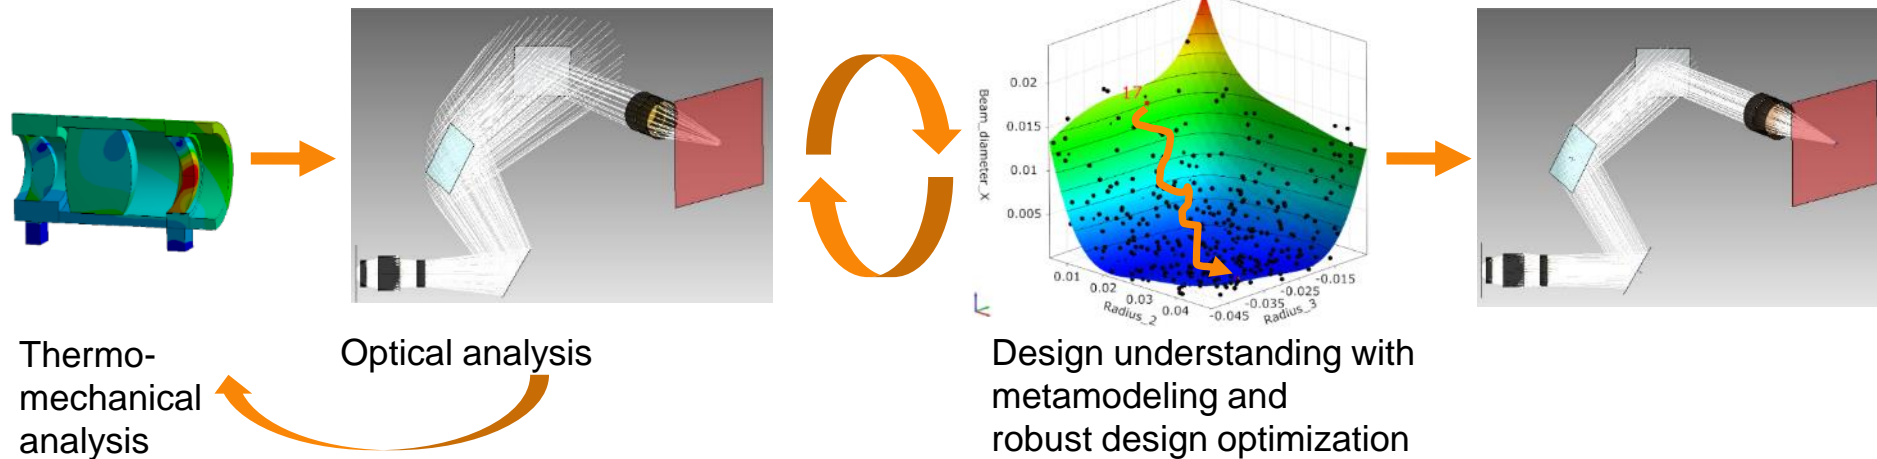 0.02
0.015
0.01
0.005
Beam_diameter_X
17
0.01
0.02
0.03
0.04
Radius_2
-0.045
-0.035
-0.025
-0.015
Radius_3
Thermo-
mechanical
analysis
Optical analysis
Design understanding with
metamodeling and
robust design optimization